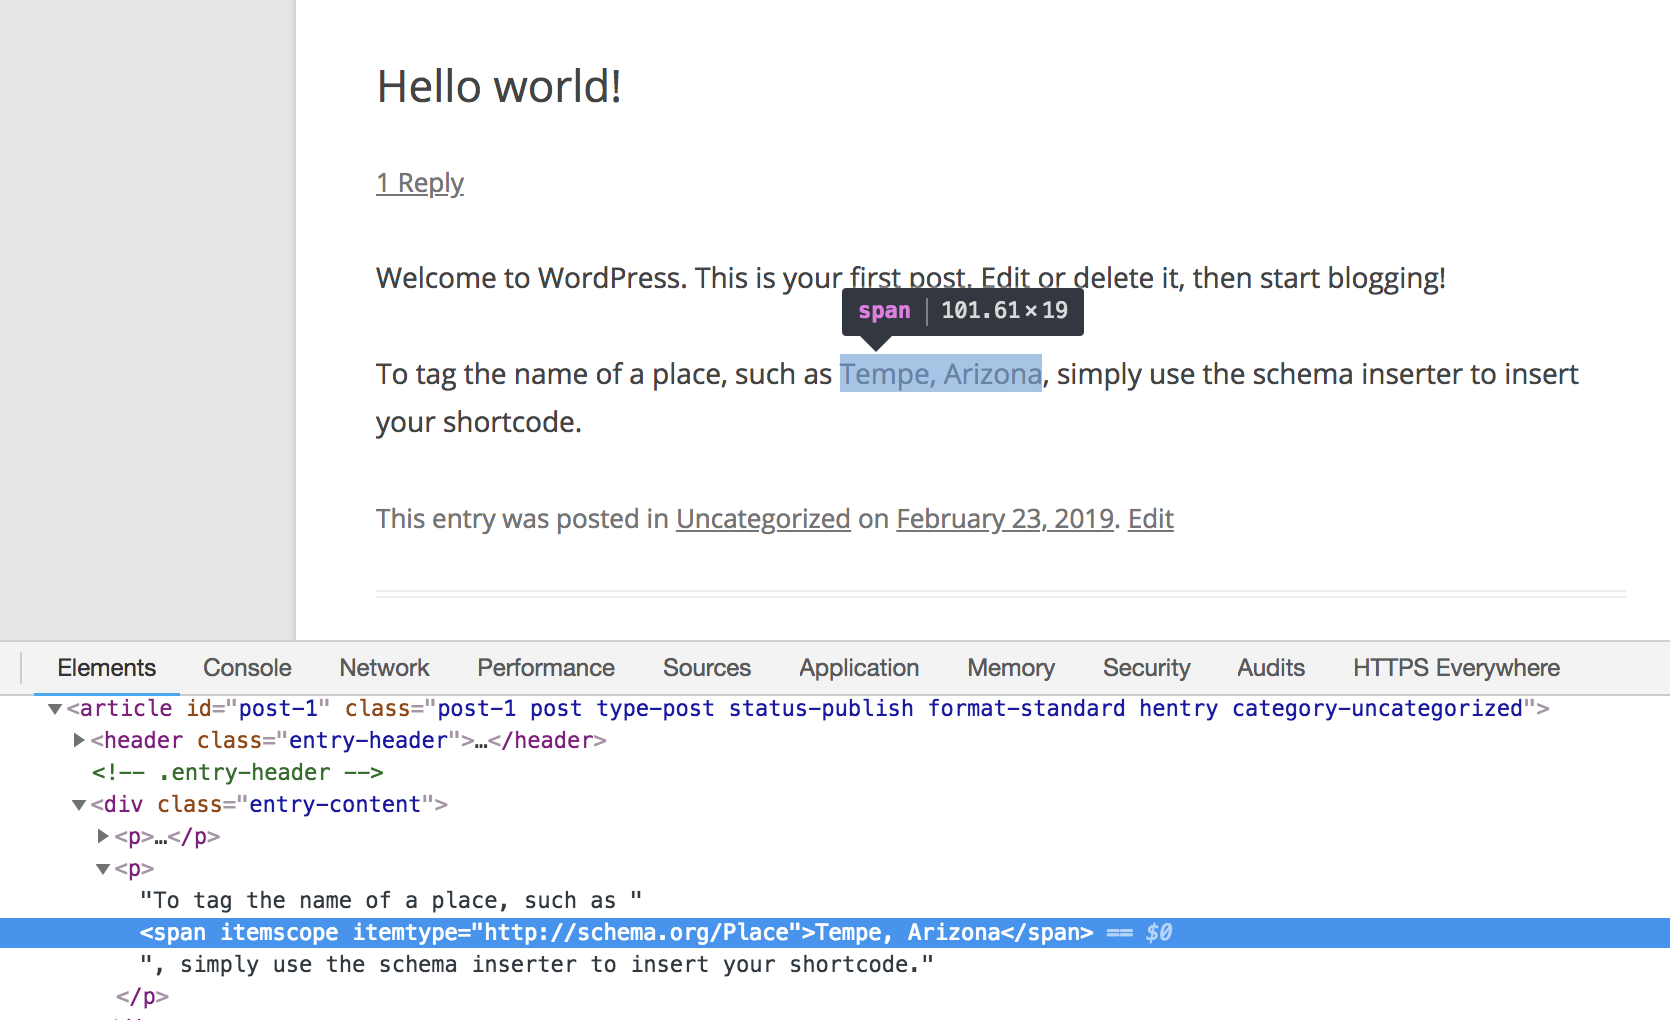 Hello world!
1 Reply
Welcome to WordPress. This is your first post. Edit or delete it, then start blogging!
span | 101.61×19
To tag the name of a place, such as Tempe, Arizona, simply use the schema inserter to insert
your shortcode.
This entry was posted in Uncategorized on February 23, 2019. Edit
Elements Console Network Performance Sources Application Memory Security Audits HTTPS Everywhere
▼<article id="post-1" class="post-1 post type-post status-publish format-standard hentry category-uncategorized">
▶<header class="entry-header">…</header>
<!-- .entry-header -->
▼<div class="entry-content">
▶<p>…</p>
▼<p>
"To tag the name of a place, such as "
<span itemscope itemtype="http://schema.org/Place">Tempe, Arizona</span> == $0
", simply use the schema inserter to insert your shortcode."
</p>